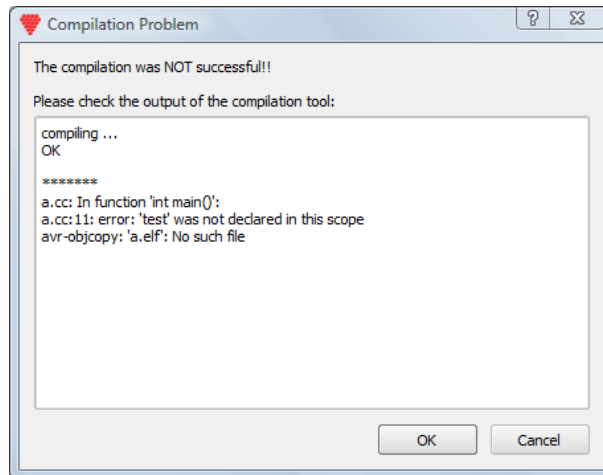 Compilation Problem
The compilation was NOT successful!!
Please check the output of the compilation tool:
compiling ...
OK
*******
a.cc: In function 'int main()':
a.cc:11: error: 'test' was not declared in this scope
avr-objcopy: 'a.elf': No such file
OK
Cancel